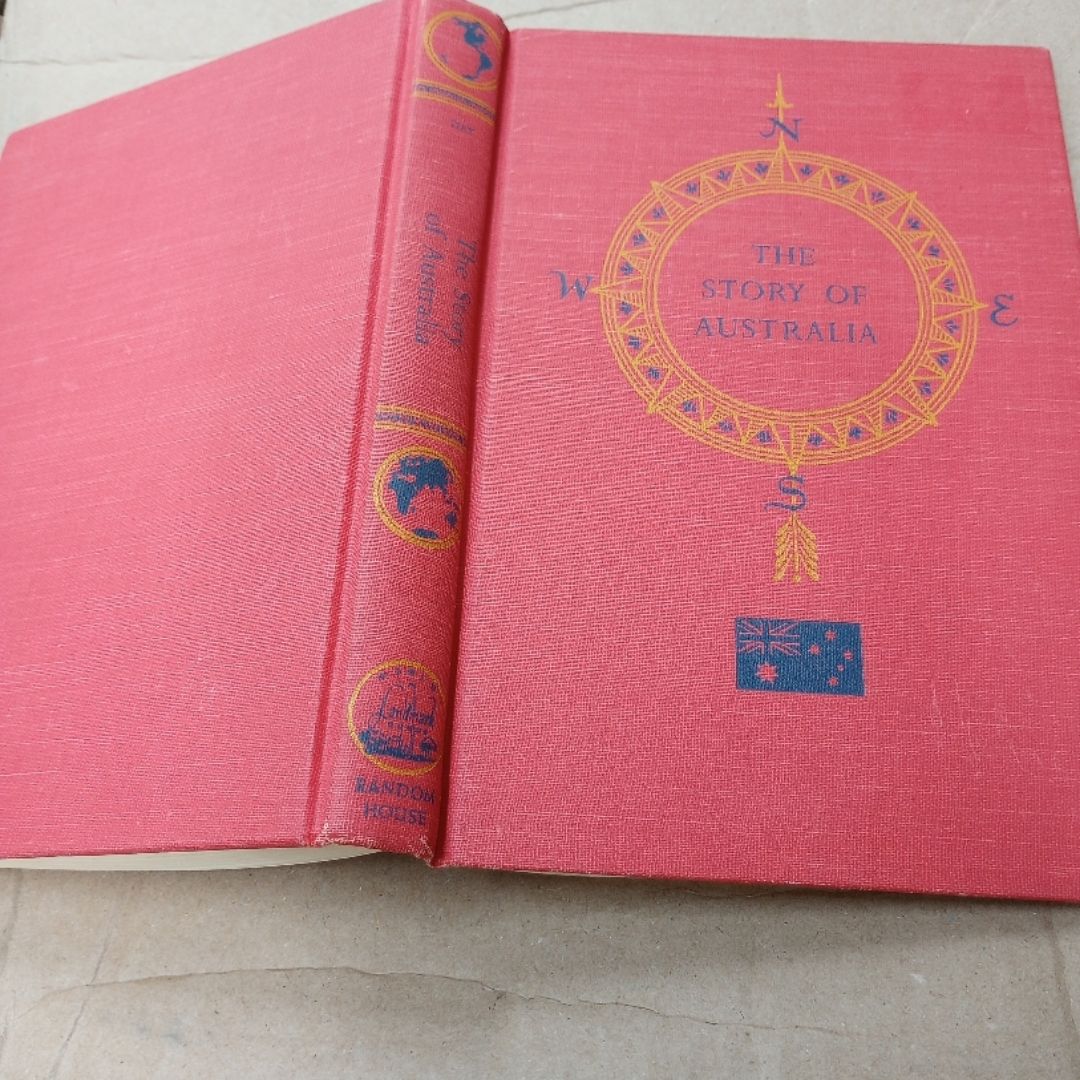 The Story
of Australia
RANDOM
HOUSE
N
W
E
S
THE
STORY OF
AUSTRALIA